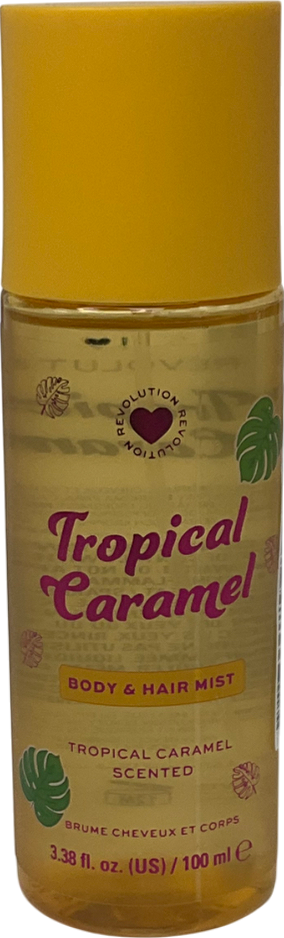 REVOLUTION REVOLUTION
Tropical
Caramel
BODY & HAIR MIST
TROPICAL CARAMEL
SCENTED
BRUME CHEVEUX ET CORPS
3.38 fl. oz. (US) / 100 ml ℮